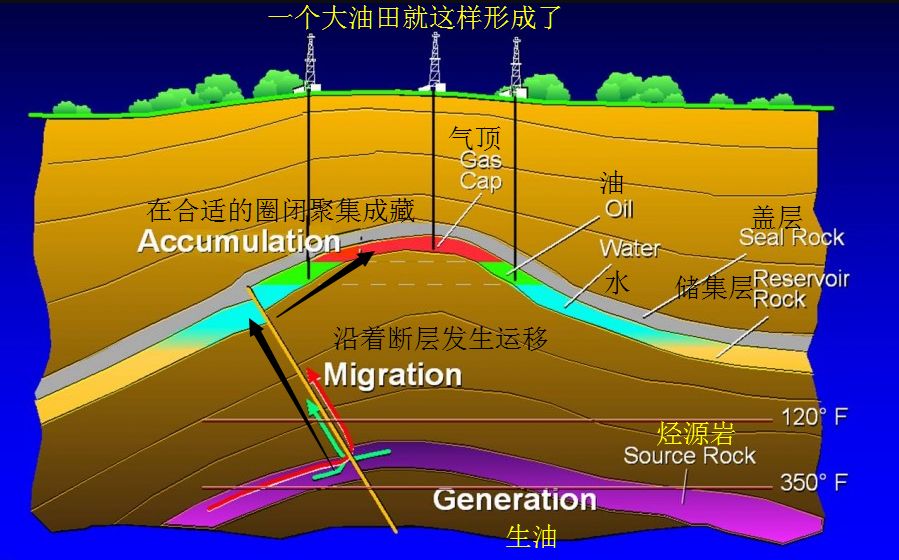 一个大油田就这样形成了
气顶
Gas
Cap
油
Oil
在合适的圈闭聚集成藏
Accumulation
盖层
Seal Rock
Water
水
储集层
Reservoir
Rock
沿着断层发生运移
Migration
120° F
烃源岩
Source Rock
350° F
Generation
生油